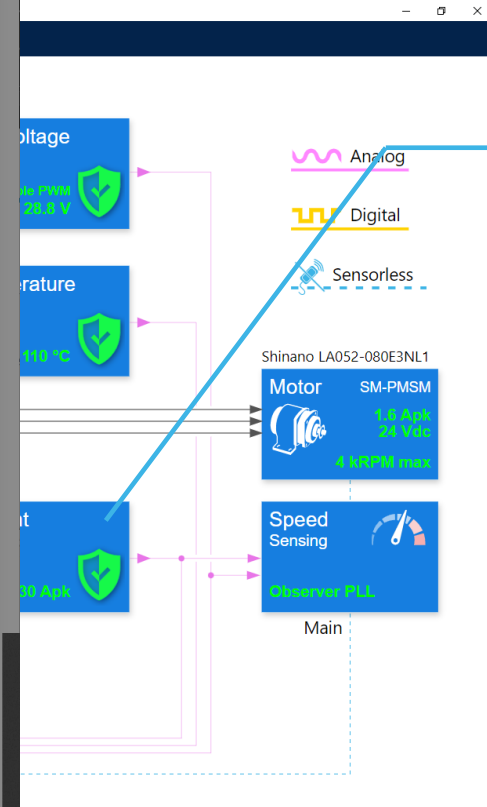 oltage
ble PWM
28.8 V
rature
110 °C
nt
30 Apk
Analog
Digital
Sensorless
Shinano LA052-080E3NL1
Motor SM-PMSM
1.6 Apk
24 Vdc
4 kRPM max
Speed
Sensing
Observer PLL
Main